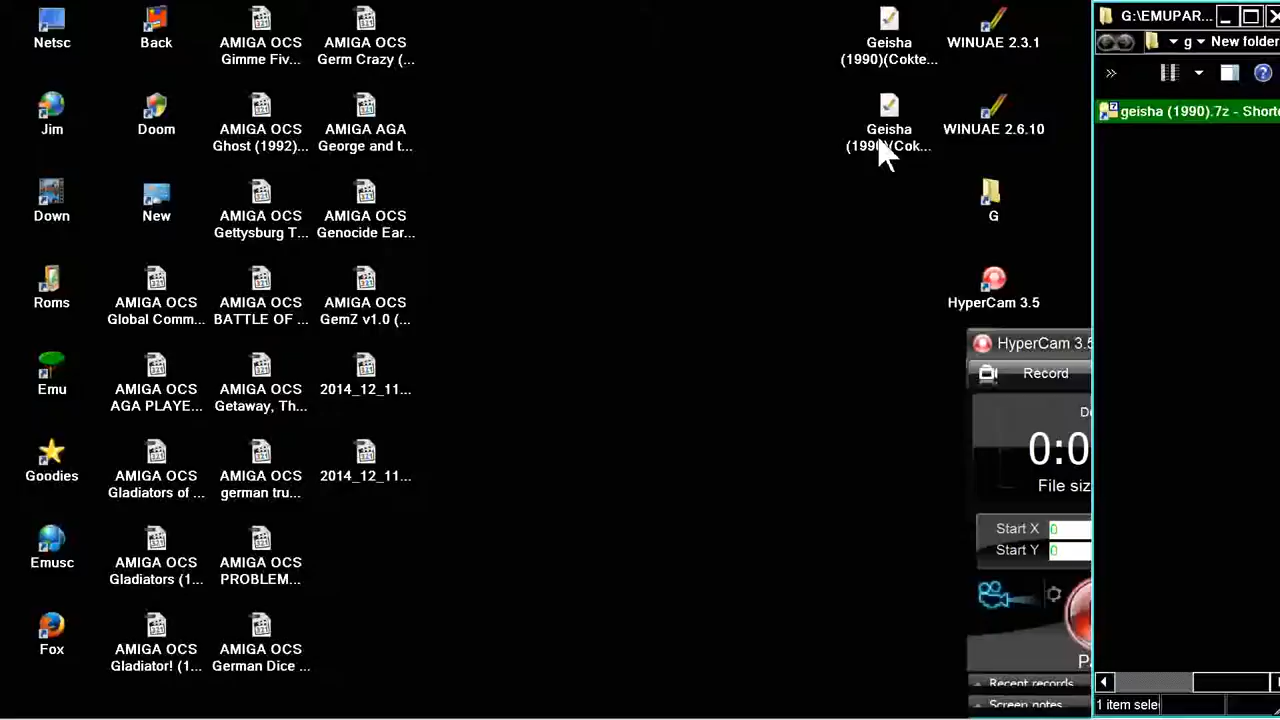 Netsc
Back
AMIGA OCS
Gimme Fiv...
AMIGA OCS
Germ Crazy (...
Geisha
(1990)(Cokte...
WINUAE 2.3.1
G:\EMUPAR...
g
New folder
Jim
Doom
AMIGA OCS
Ghost (1992)...
AMIGA AGA
George and t...
Geisha
WINUAE 2.6.10
geisha (1990).7z - Shorte
Down
New
AMIGA OCS
Gettysburg T...
AMIGA OCS
Genocide Ear...
G
Roms
AMIGA OCS
Global Comm...
AMIGA OCS
BATTLE OF ...
AMIGA OCS
GemZ v1.0 (...
HyperCam 3.5
HyperCam 3.5
Record
Emu
AMIGA OCS
AGA PLAYE...
AMIGA OCS
Getaway, Th...
2014_12_11...
0:0
File siz
Goodies
AMIGA OCS
Gladiators of ...
AMIGA OCS
german tru...
2014_12_11...
Start X 0
Start Y 0
Emusc
AMIGA OCS
Gladiators (1...
AMIGA OCS
PROBLEM...
Fox
AMIGA OCS
Gladiator! (1...
AMIGA OCS
German Dice ...
Recent records
Screen notes
1 item sele